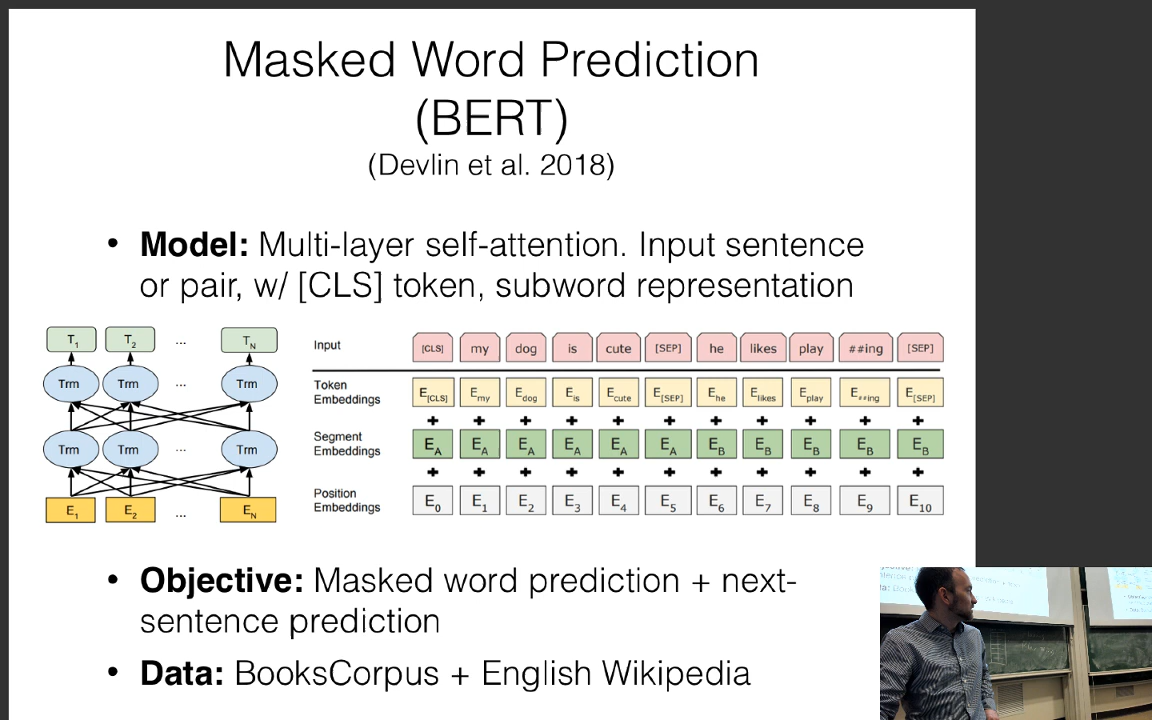 Masked Word Prediction
(BERT)
(Devlin et al. 2018)
• Model: Multi-layer self-attention. Input sentence
or pair, w/ [CLS] token, subword representation
T1 T2 ... TN
Trm Trm ... Trm
Trm Trm ... Trm
E1 E2 ... EN
Input [CLS] my dog is cute [SEP] he likes play ##ing [SEP]
Token
Embeddings
E[CLS] Emy Edog Eis Ecute E[SEP] Ehe Elikes Eplay E##ing E[SEP]
+ + + + + + + + + + +
Segment
Embeddings
EA EA EA EA EA EA EB EB EB EB EB
+ + + + + + + + + + +
Position
Embeddings
E0 E1 E2 E3 E4 E5 E6 E7 E8 E9 E10
• Objective: Masked word prediction + next-
sentence prediction
• Data: BooksCorpus + English Wikipedia